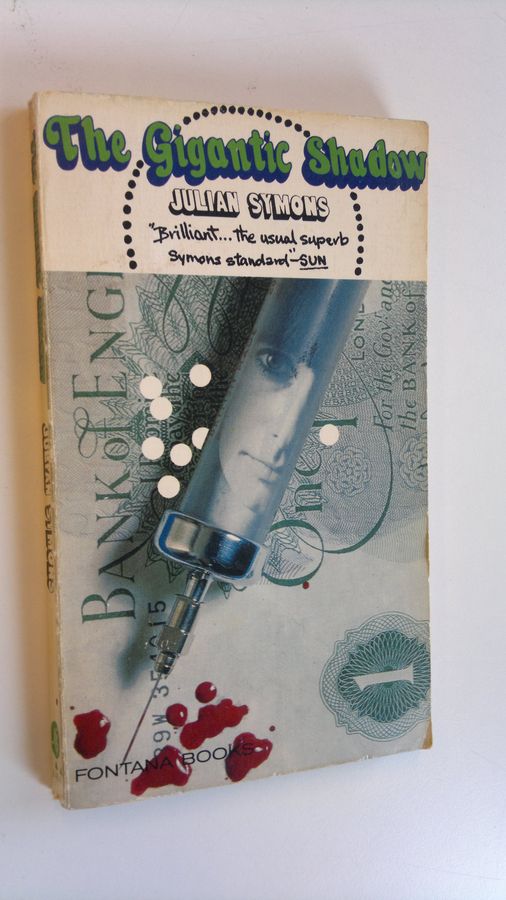 The Gigantic Shadow
JULIAN SYMONS
"Brilliant... the usual superb
Symons standard"—SUN
BANK OF ENG
LOND
For the Gov! and
the BANK of
One
1
FONTANA BOOKS